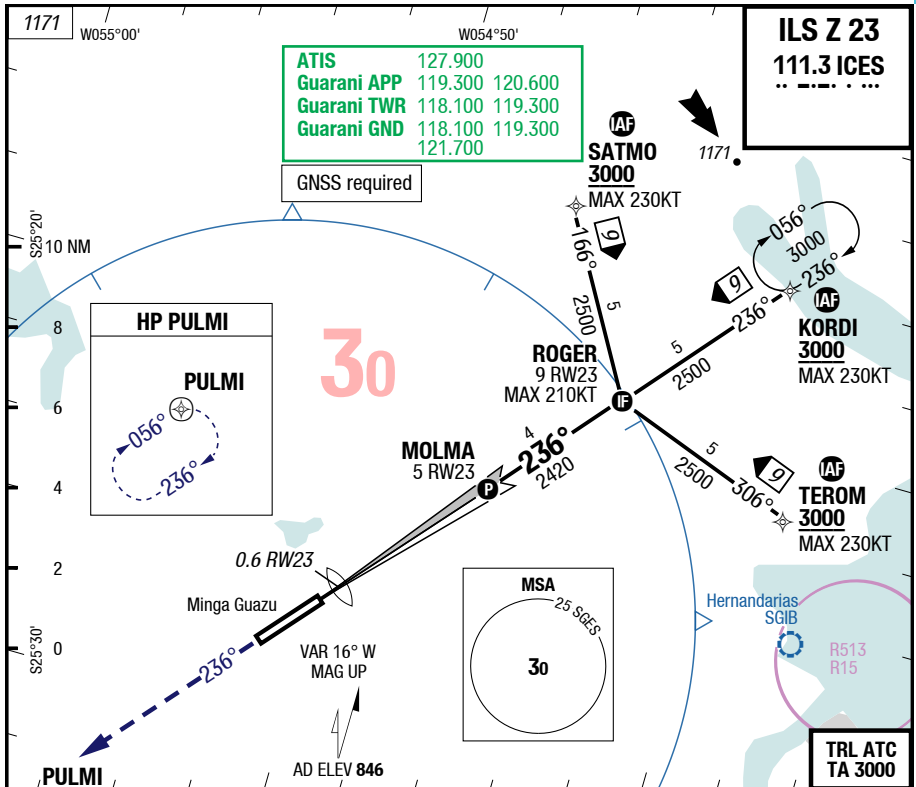 1171
W055°00'
W054°50'
ILS Z 23
111.3 ICES
ATIS 127.900
Guarani APP 119.300 120.600
Guarani TWR 118.100 119.300
Guarani GND 118.100 119.300
121.700
GNSS required
IAF
SATMO
3000
MAX 230KT
1171
S25°20'
10 NM
166°
9
5
2500
056°
3000
236°
9
236°
IAF
KORDI
3000
MAX 230KT
8
HP PULMI
30
PULMI
056°
236°
ROGER
9 RW23
MAX 210KT
IF
5
2500
6
4
236°
2420
MOLMA
5 RW23
P
5
2500
9
306°
IAF
TEROM
3000
MAX 230KT
4
2
0.6 RW23
Minga Guazu
MSA
25 SGES
30
Hernandarias
SGIB
R513
R15
S25°30'
0
236°
VAR 16° W
MAG UP
AD ELEV 846
PULMI
TRL ATC
TA 3000